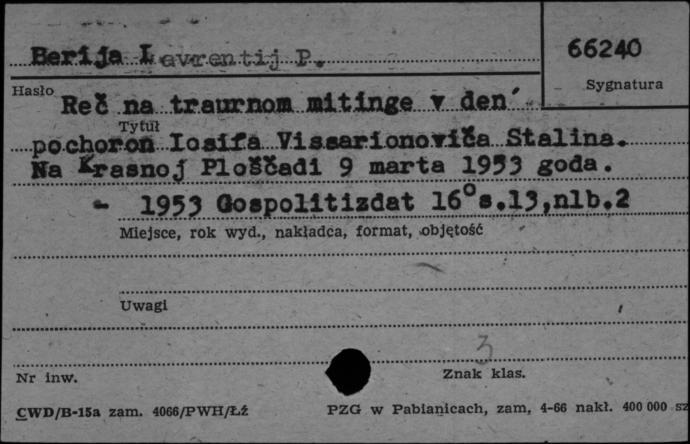 Berija Lavrentij P.
66240
Hasło
Sygnatura
Reč na traurnom mitinge v den'
Tytuł
pochoron Iosifa Vissarionoviča Stalina.
Na Krasnoj Ploščadi 9 marta 1953 goda.
- 1953 Gospolitizdat 16° s.13,nlb.2
Miejsce, rok wyd., nakładca, format, objętość
Uwagi
3
Nr inw.
Znak klas.
CWD/B-15a zam. 4066/PWH/Łź
PZG w Pabianicach, zam, 4-66 nakł. 400 000 sz